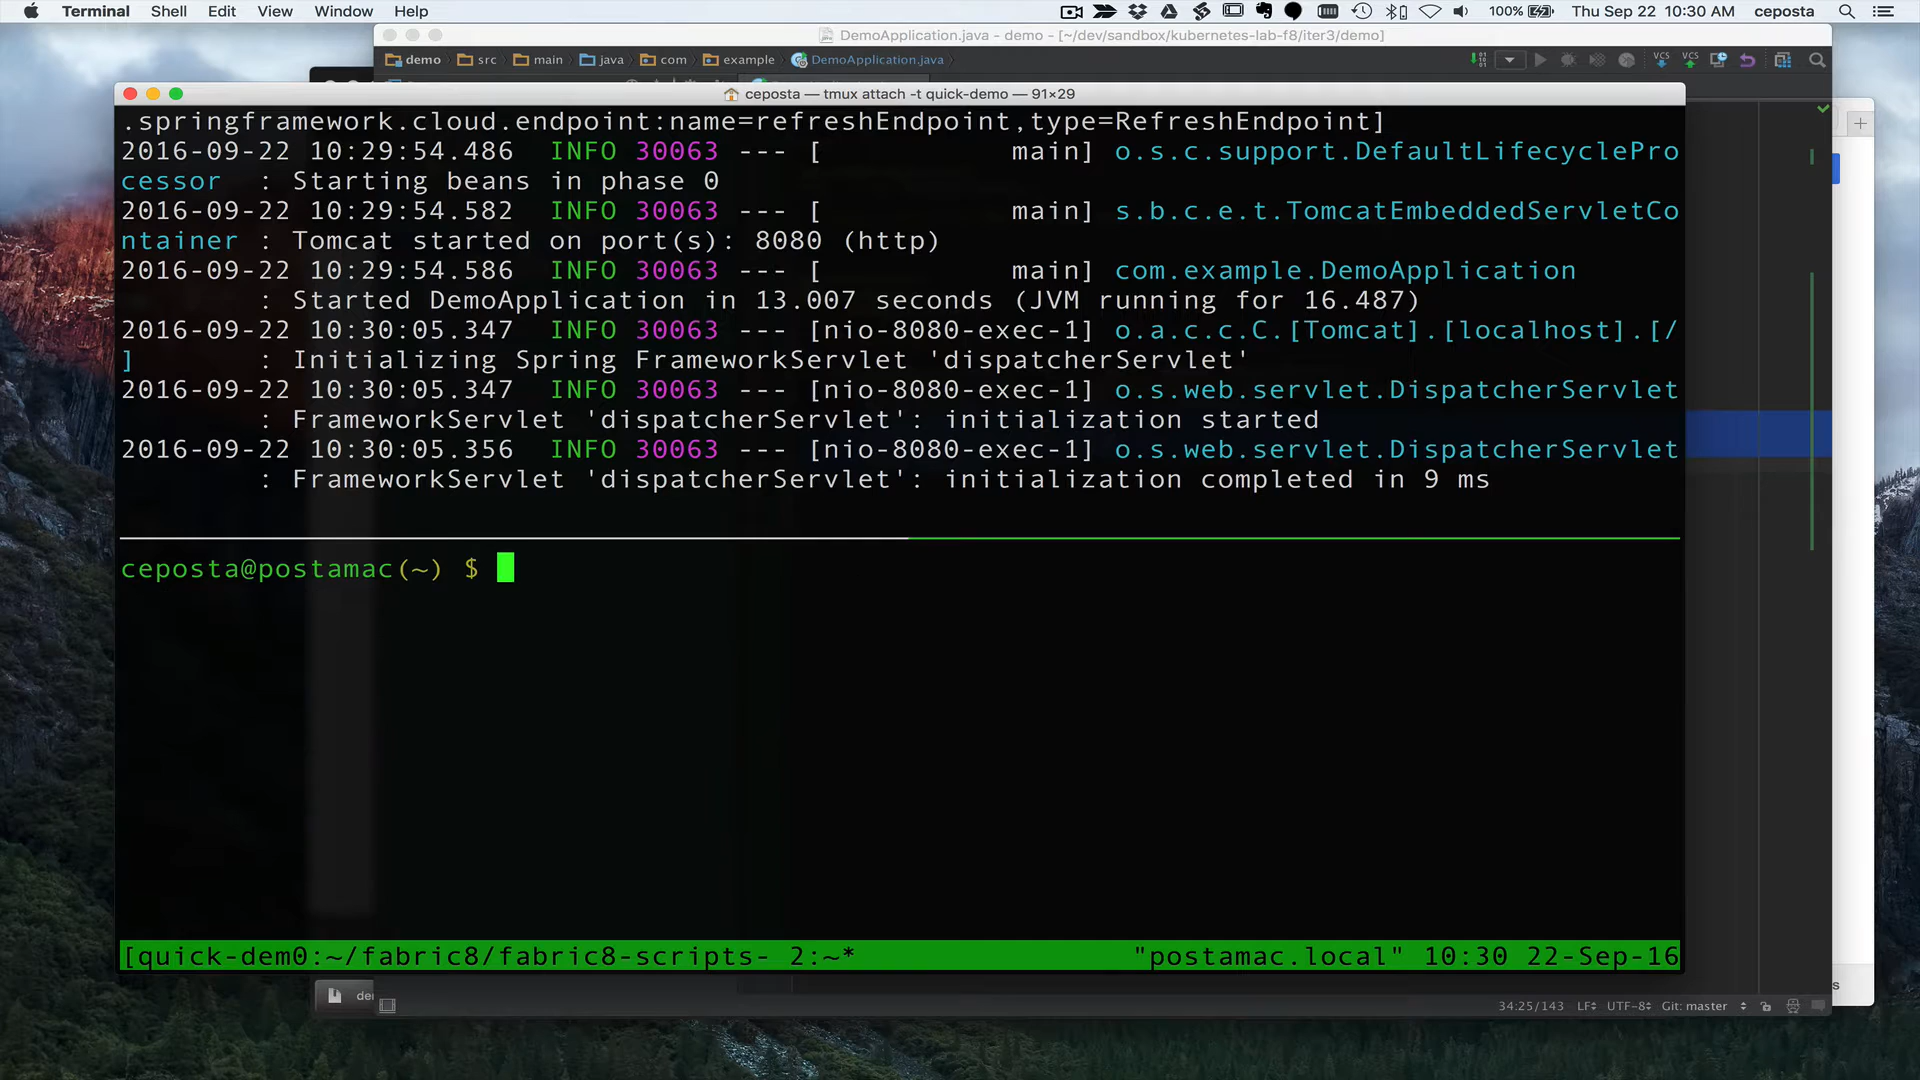 Terminal Shell Edit View Window Help 100% Thu Sep 22 10:30 AM ceposta
DemoApplication.java - demo - [~/dev/sandbox/kubernetes-lab-f8/iter3/demo]
demo src main java com example DemoApplication.java
ceposta — tmux attach -t quick-demo — 91×29
.springframework.cloud.endpoint:name=refreshEndpoint,type=RefreshEndpoint]
2016-09-22 10:29:54.486  INFO 30063 --- [           main] o.s.c.support.DefaultLifecyclePro
cessor  : Starting beans in phase 0
2016-09-22 10:29:54.582  INFO 30063 --- [           main] s.b.c.e.t.TomcatEmbeddedServletCo
ntainer : Tomcat started on port(s): 8080 (http)
2016-09-22 10:29:54.586  INFO 30063 --- [           main] com.example.DemoApplication
        : Started DemoApplication in 13.007 seconds (JVM running for 16.487)
2016-09-22 10:30:05.347  INFO 30063 --- [nio-8080-exec-1] o.a.c.c.C.[Tomcat].[localhost].[/
]       : Initializing Spring FrameworkServlet 'dispatcherServlet'
2016-09-22 10:30:05.347  INFO 30063 --- [nio-8080-exec-1] o.s.web.servlet.DispatcherServlet
        : FrameworkServlet 'dispatcherServlet': initialization started
2016-09-22 10:30:05.356  INFO 30063 --- [nio-8080-exec-1] o.s.web.servlet.DispatcherServlet
        : FrameworkServlet 'dispatcherServlet': initialization completed in 9 ms
ceposta@postamac(~) $
[quick-dem0:~/fabric8/fabric8-scripts- 2:~* "postamac.local" 10:30 22-Sep-16
34:25/143 LF UTF-8 Git: master